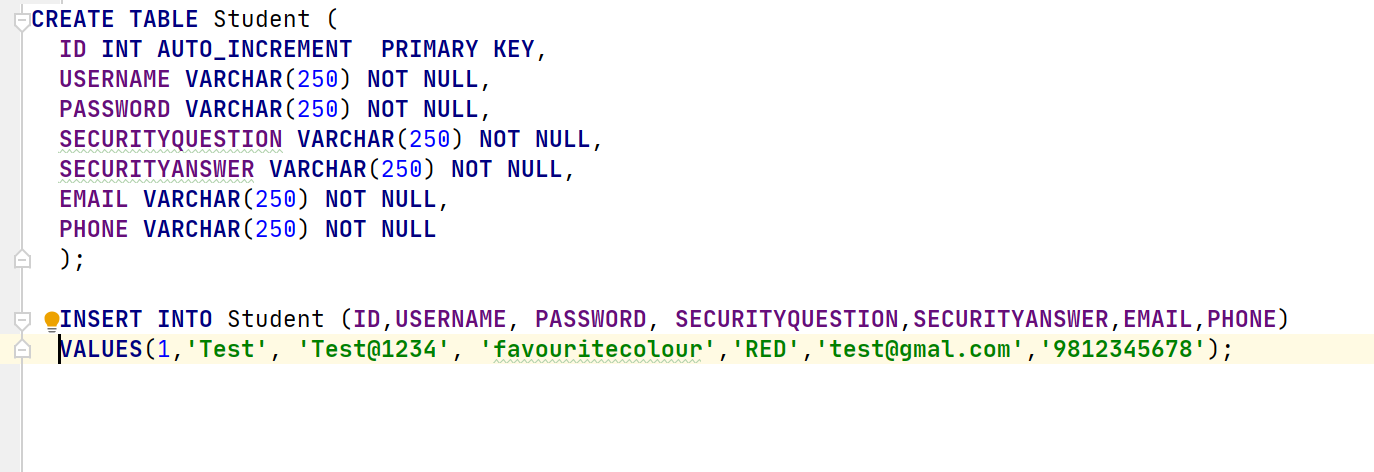 CREATE TABLE Student (
ID INT AUTO_INCREMENT  PRIMARY KEY,
USERNAME VARCHAR(250) NOT NULL,
PASSWORD VARCHAR(250) NOT NULL,
SECURITYQUESTION VARCHAR(250) NOT NULL,
SECURITYANSWER VARCHAR(250) NOT NULL,
EMAIL VARCHAR(250) NOT NULL,
PHONE VARCHAR(250) NOT NULL
);
INSERT INTO Student (ID,USERNAME, PASSWORD, SECURITYQUESTION,SECURITYANSWER,EMAIL,PHONE)
VALUES(1,'Test', 'Test@1234', 'favouritecolour','RED','test@gmal.com','9812345678');